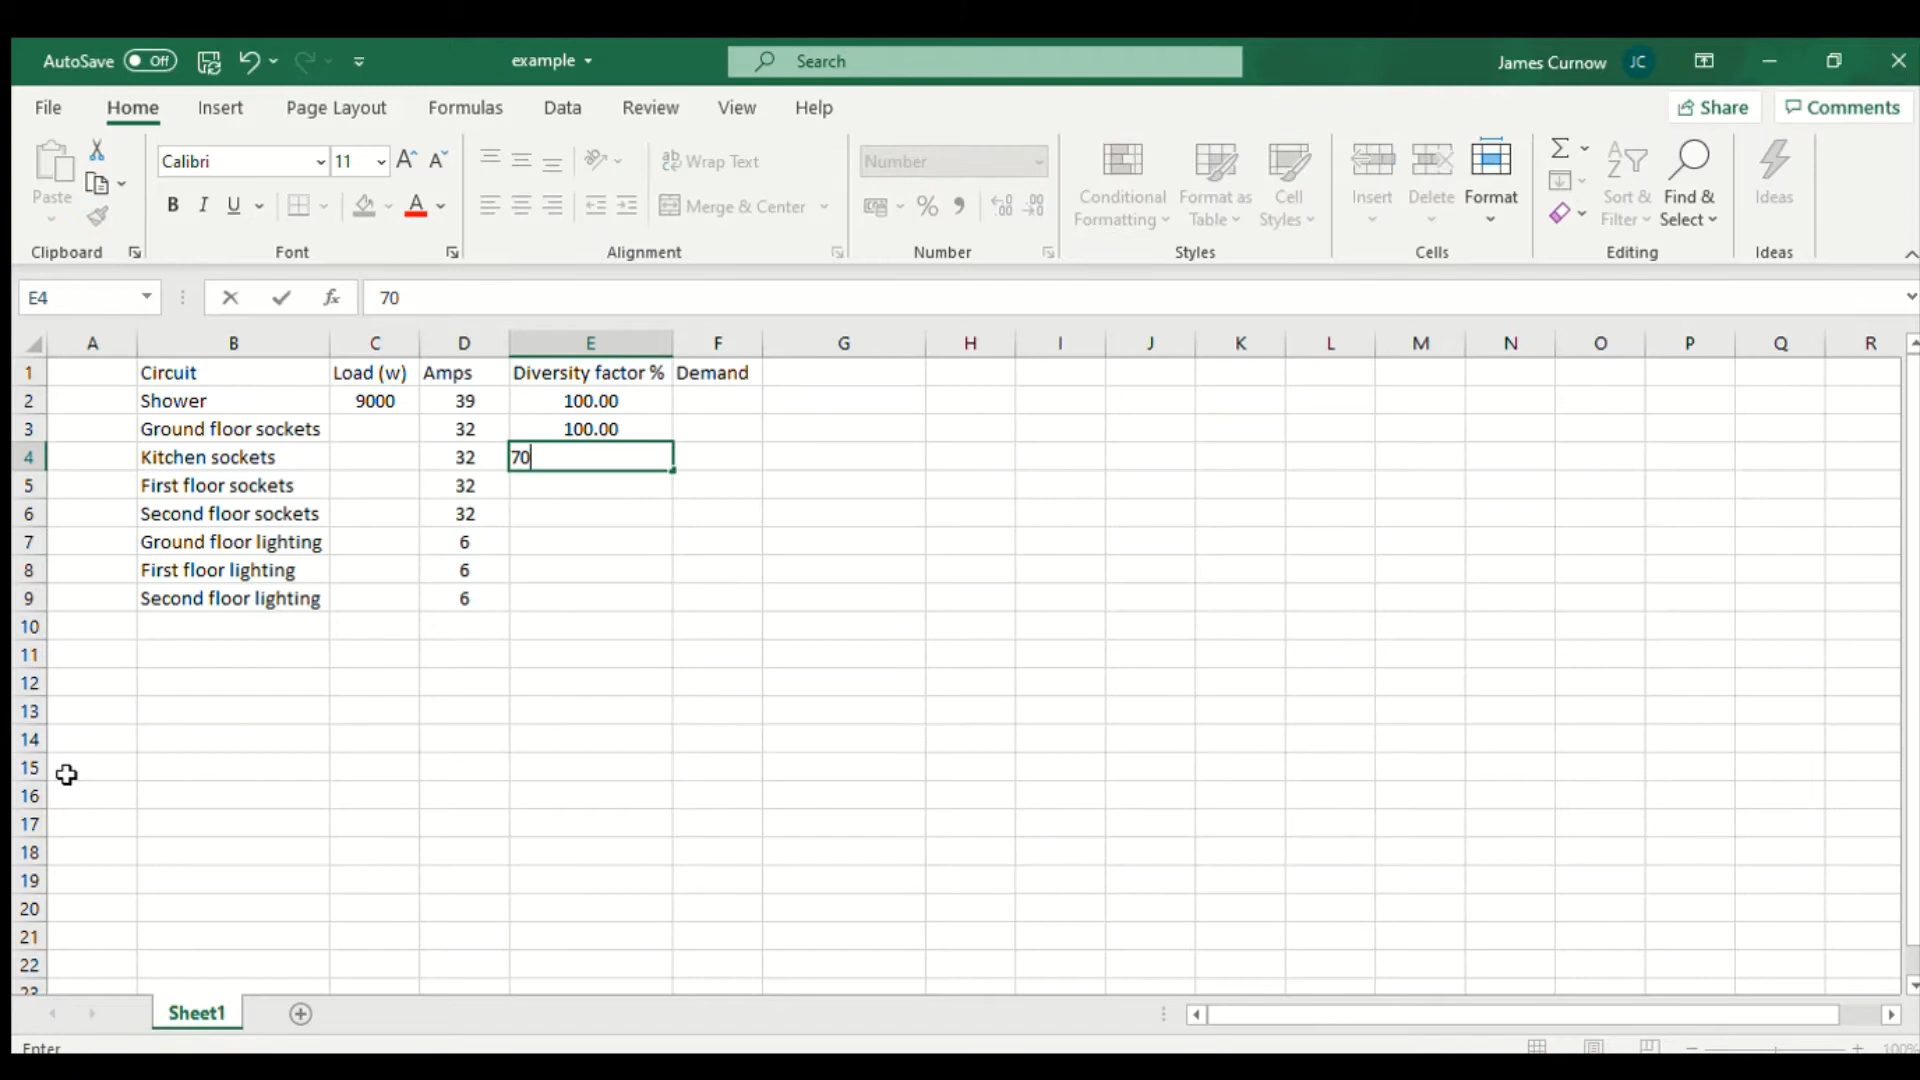 AutoSave Off example Search James Curnow JC
File Home Insert Page Layout Formulas Data Review View Help Share Comments
Calibri 11 Wrap Text Number
Paste B I U A Merge & Center % Conditional Formatting Format as Table Cell Styles Insert Delete Format Sort & Filter Find & Select Ideas
Clipboard Font Alignment Number Styles Cells Editing Ideas
E4 fx 70
A B C D E F G H I J K L M N O P Q R
1 Circuit Load (w) Amps Diversity factor % Demand
2 Shower 9000 39 100.00
3 Ground floor sockets 32 100.00
4 Kitchen sockets 32 70
5 First floor sockets 32
6 Second floor sockets 32
7 Ground floor lighting 6
8 First floor lighting 6
9 Second floor lighting 6
10
11
12
13
14
15
16
17
18
19
20
21
22
23
Sheet1
Enter 100%